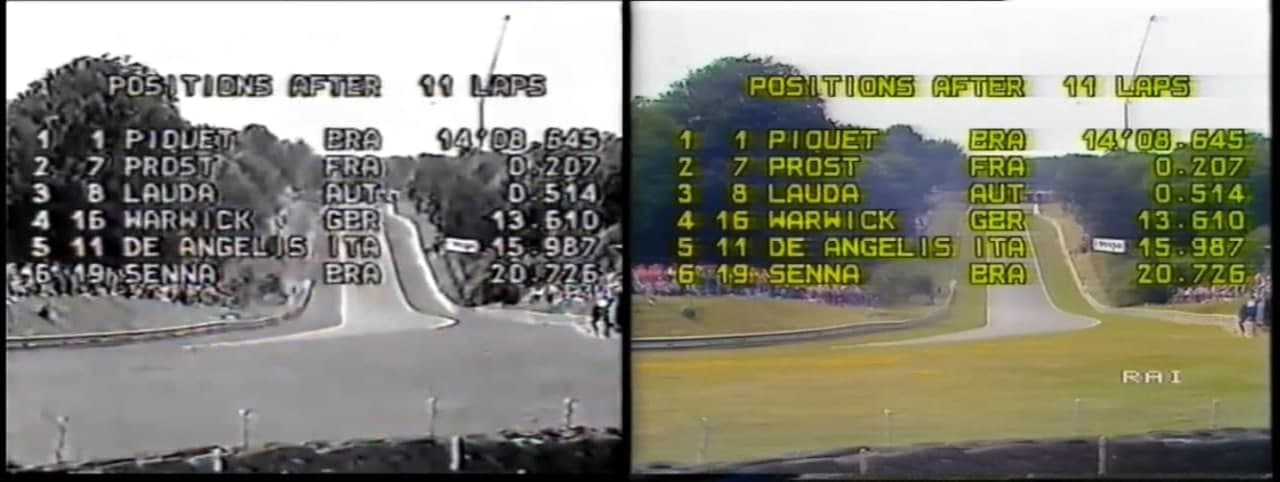 POSITIONS AFTER 11 LAPS
1 1 PIQUET BRA 14'08.645
2 7 PROST FRA 0.207
3 8 LAUDA AUT 0.514
4 16 WARWICK GBR 13.610
5 11 DE ANGELIS ITA 15.987
6 19 SENNA BRA 20.726
POSITIONS AFTER 11 LAPS
1 1 PIQUET BRA 14'08.645
2 7 PROST FRA 0.207
3 8 LAUDA AUT 0.514
4 16 WARWICK GBR 13.610
5 11 DE ANGELIS ITA 15.987
6 19 SENNA BRA 20.726
RAI